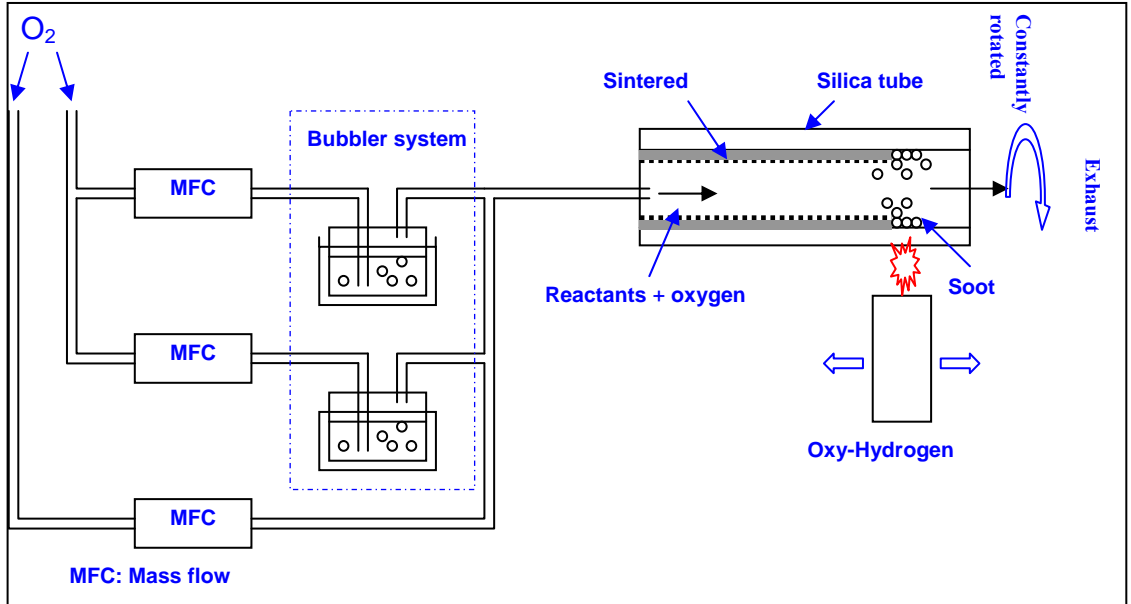 O2
Bubbler system
MFC
MFC
MFC
MFC: Mass flow
Sintered
Silica tube
Reactants + oxygen
Soot
Oxy-Hydrogen
Constantly
rotated
Exhaust